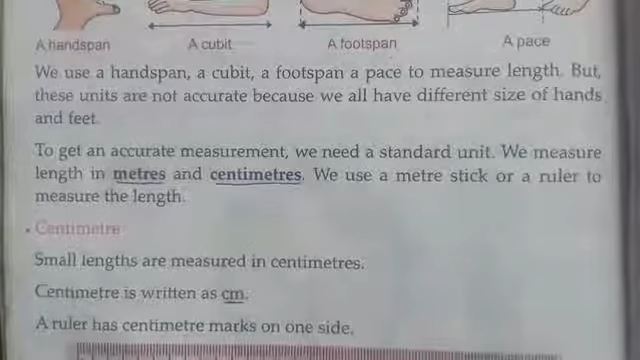 A handspan A cubit A footspan A pace
We use a handspan, a cubit, a footspan a pace to measure length. But,
these units are not accurate because we all have different size of hands
and feet.
To get an accurate measurement, we need a standard unit. We measure
length in metres and centimetres. We use a metre stick or a ruler to
measure the length.
Centimetre
Small lengths are measured in centimetres.
Centimetre is written as cm.
A ruler has centimetre marks on one side.